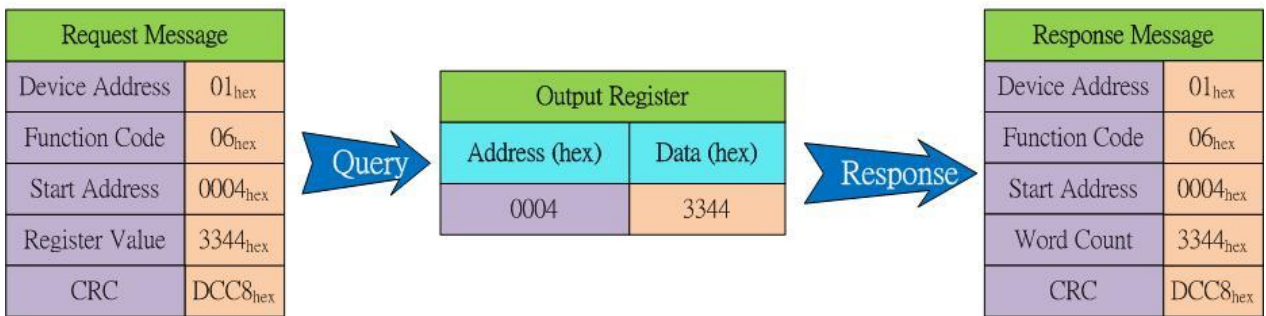 Request Message
Device Address 01hex
Function Code 06hex
Start Address 0004hex
Register Value 3344hex
CRC DCC8hex
Query
Output Register
Address (hex) Data (hex)
0004 3344
Response
Response Message
Device Address 01hex
Function Code 06hex
Start Address 0004hex
Word Count 3344hex
CRC DCC8hex